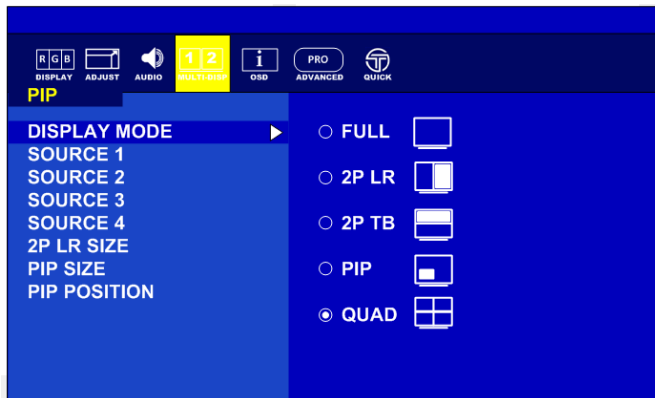 R G B
DISPLAY
ADJUST
AUDIO
1 2
MULTI-DISP
i
OSD
PRO
ADVANCED
QUICK
PIP
DISPLAY MODE
SOURCE 1
SOURCE 2
SOURCE 3
SOURCE 4
2P LR SIZE
PIP SIZE
PIP POSITION
FULL
2P LR
2P TB
PIP
QUAD